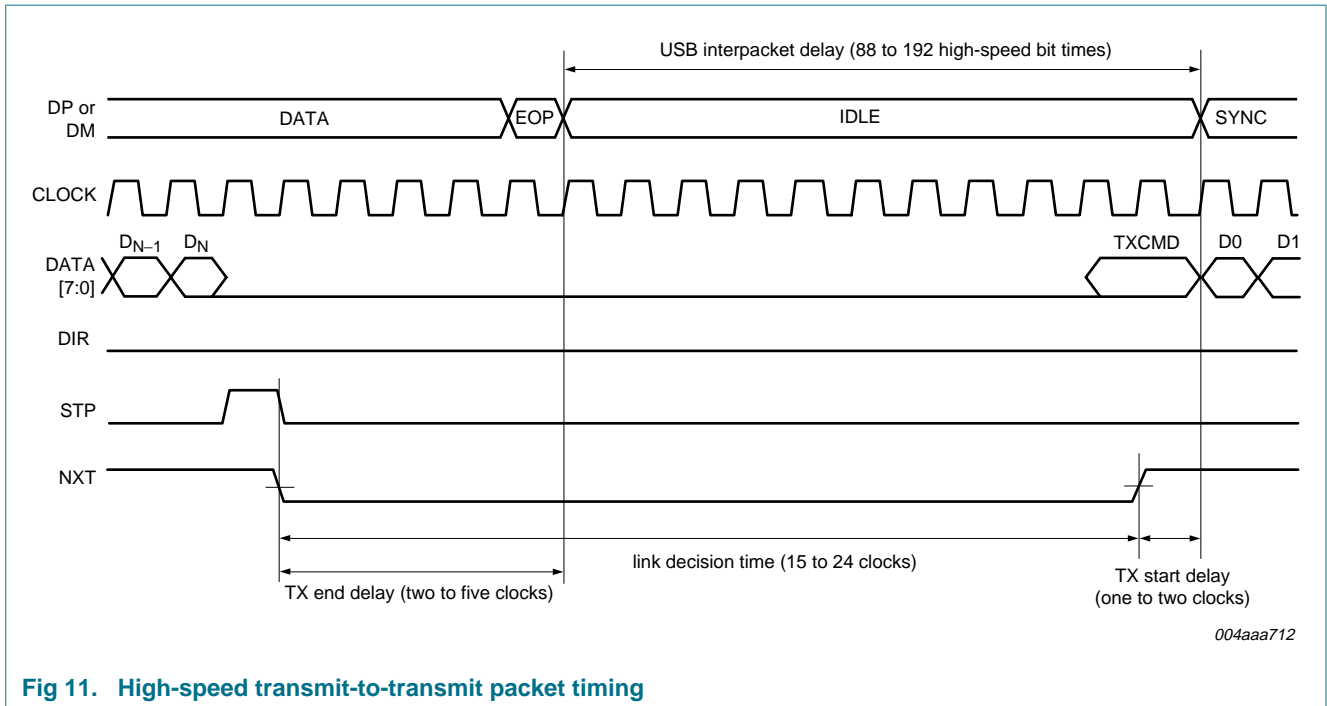 USB interpacket delay (88 to 192 high-speed bit times)
DP or
DM
DATA
EOP
IDLE
SYNC
CLOCK
DN–1
DN
TXCMD
D0
D1
DATA
[7:0]
DIR
STP
NXT
link decision time (15 to 24 clocks)
TX end delay (two to five clocks)
TX start delay
(one to two clocks)
004aaa712
Fig 11. High-speed transmit-to-transmit packet timing